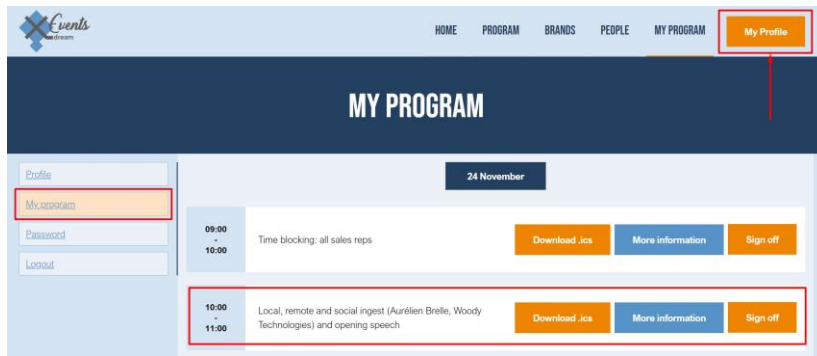 Events
dream
HOME PROGRAM BRANDS PEOPLE MY PROGRAM My Profile
MY PROGRAM
Profile
My program
Password
Logout
24 November
09:00
-
10:00
Time blocking: all sales reps
Download .ics More information Sign off
10:00
-
11:00
Local, remote and social ingest (Aurélien Brelle, Woody
Technologies) and opening speech
Download .ics More information Sign off